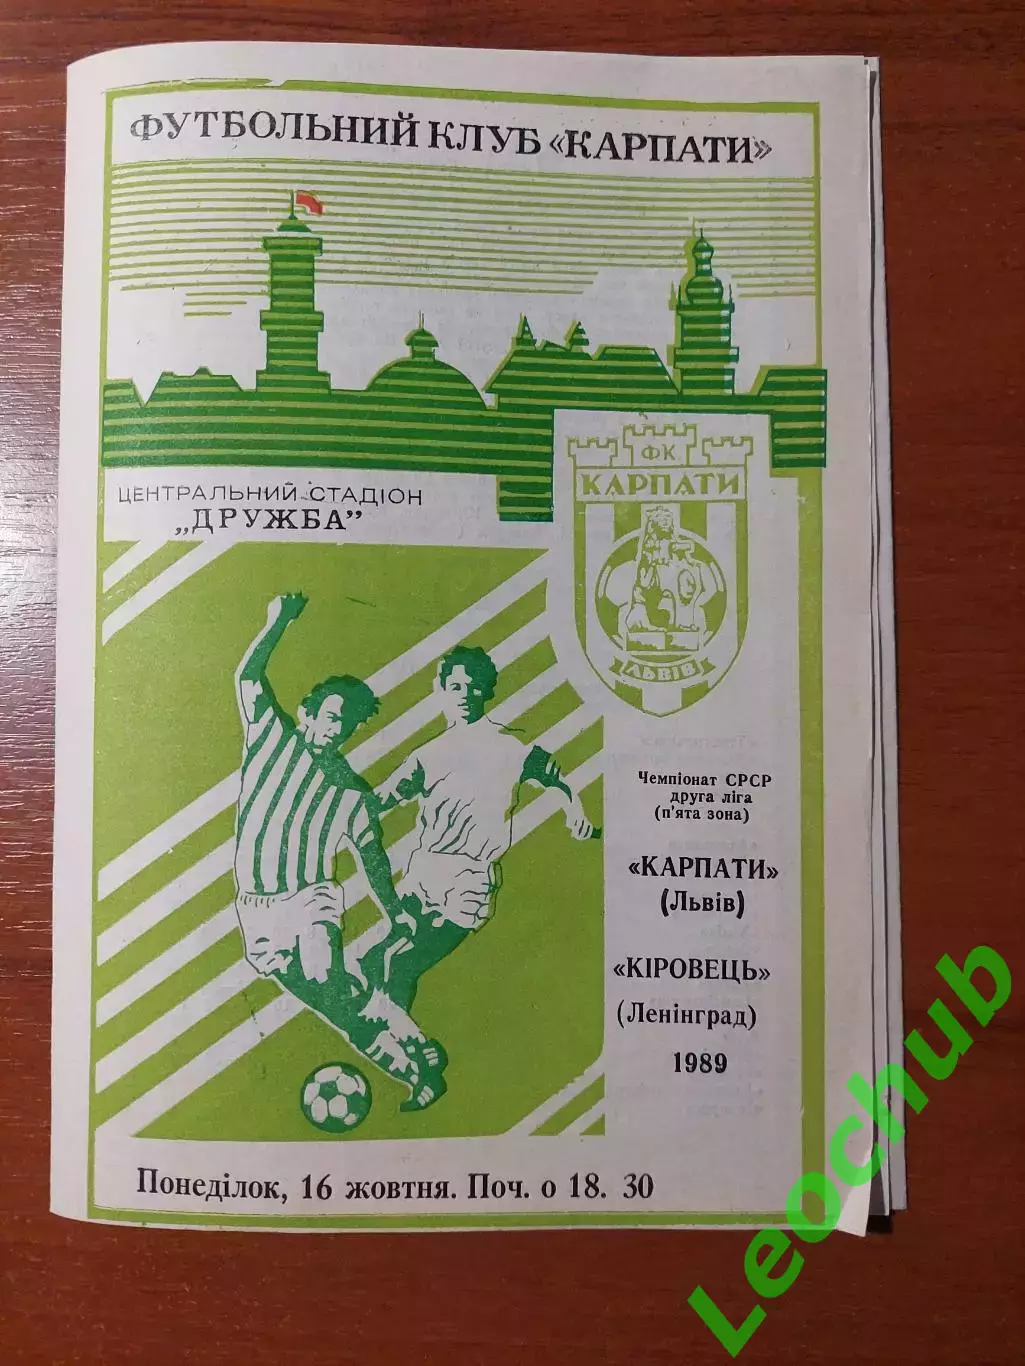 ФУТБОЛЬНИЙ КЛУБ «КАРПАТИ»
ФК
КАРПАТИ
ЛЬВІВ
ЦЕНТРАЛЬНИЙ СТАДІОН
„ДРУЖБА”
Чемпіонат СРСР
друга ліга
(п'ята зона)
«КАРПАТИ»
(Львів)
«КІРОВЕЦЬ»
(Ленінград)
1989
Понеділок, 16 жовтня. Поч. о 18. 30
Leochub